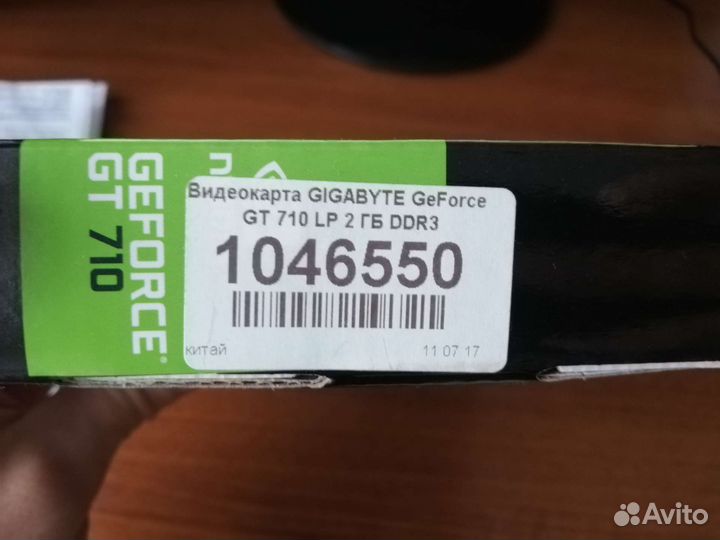 GEFORCE®
GT 710
Видеокарта GIGABYTE GeForce
GT 710 LP 2 ГБ DDR3
1046550
китай
11 07 17
Avito